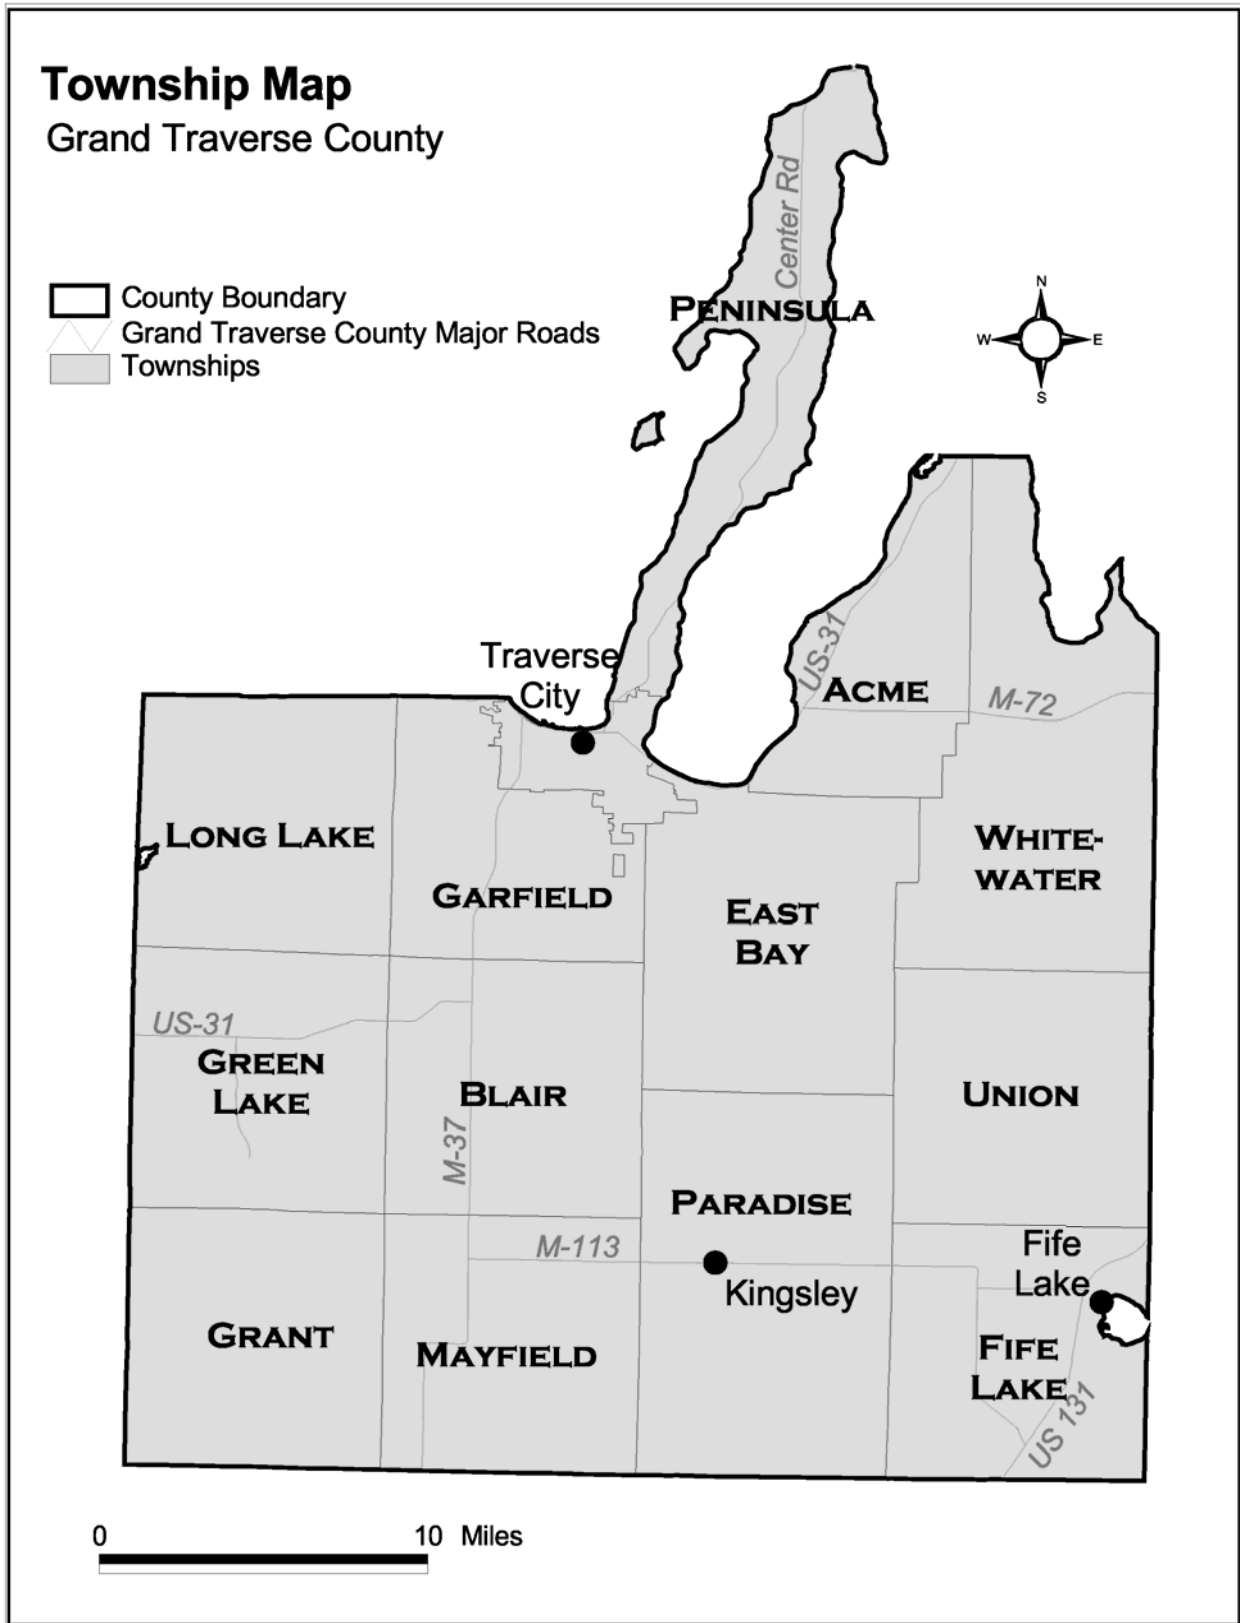 Township Map
Grand Traverse County
County Boundary
Grand Traverse County Major Roads
Townships
Center Rd
PENINSULA
N
W
E
S
Traverse
City
US-31
ACME
M-72
LONG LAKE
GARFIELD
EAST
BAY
WHITE-
WATER
US-31
GREEN
LAKE
BLAIR
M-37
UNION
PARADISE
M-113
Kingsley
Fife
Lake
GRANT
MAYFIELD
FIFE
LAKE
US 131
0
10 Miles